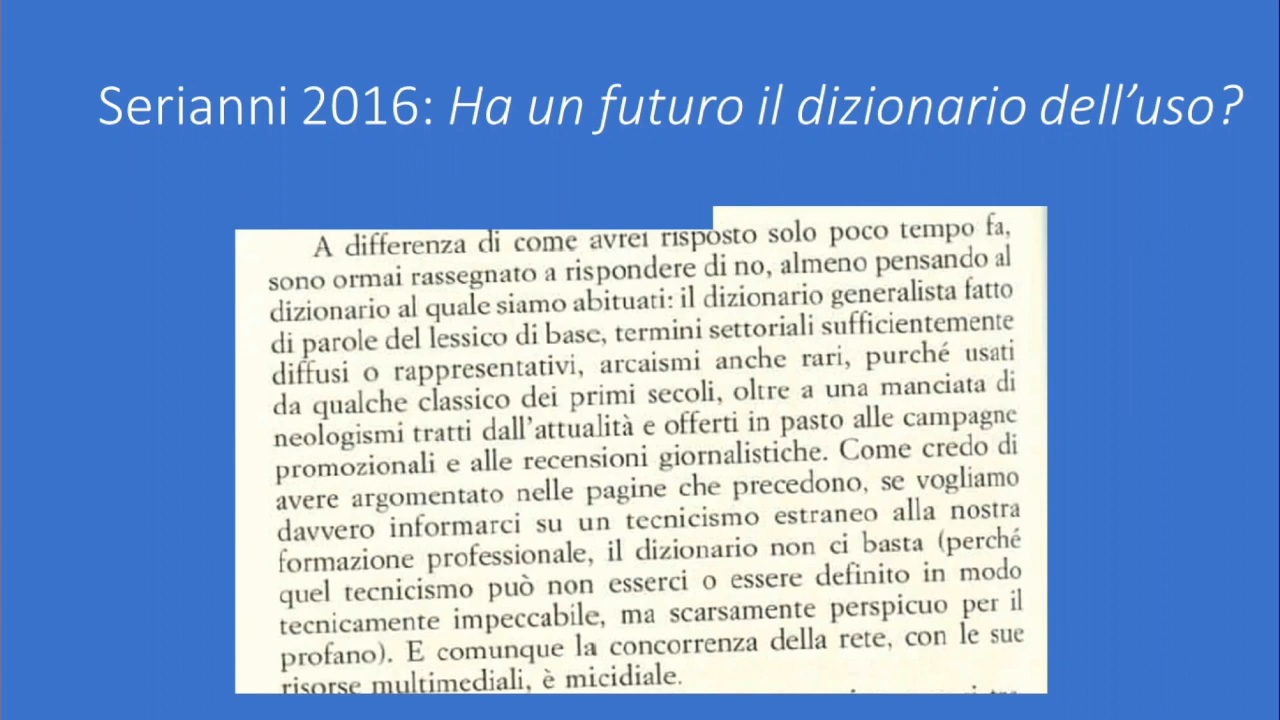 Serianni 2016: Ha un futuro il dizionario dell'uso?
A differenza di come avrei risposto solo poco tempo fa,
sono ormai rassegnato a rispondere di no, almeno pensando al
dizionario al quale siamo abituati: il dizionario generalista fatto
di parole del lessico di base, termini settoriali sufficientemente
diffusi o rappresentativi, arcaismi anche rari, purché usati
da qualche classico dei primi secoli, oltre a una manciata di
neologismi tratti dall'attualità e offerti in pasto alle campagne
promozionali e alle recensioni giornalistiche. Come credo di
avere argomentato nelle pagine che precedono, se vogliamo
davvero informarci su un tecnicismo estraneo alla nostra
formazione professionale, il dizionario non ci basta (perché
quel tecnicismo può non esserci o essere definito in modo
tecnicamente impeccabile, ma scarsamente perspicuo per il
profano). E comunque la concorrenza della rete, con le sue
risorse multimediali, è micidiale.